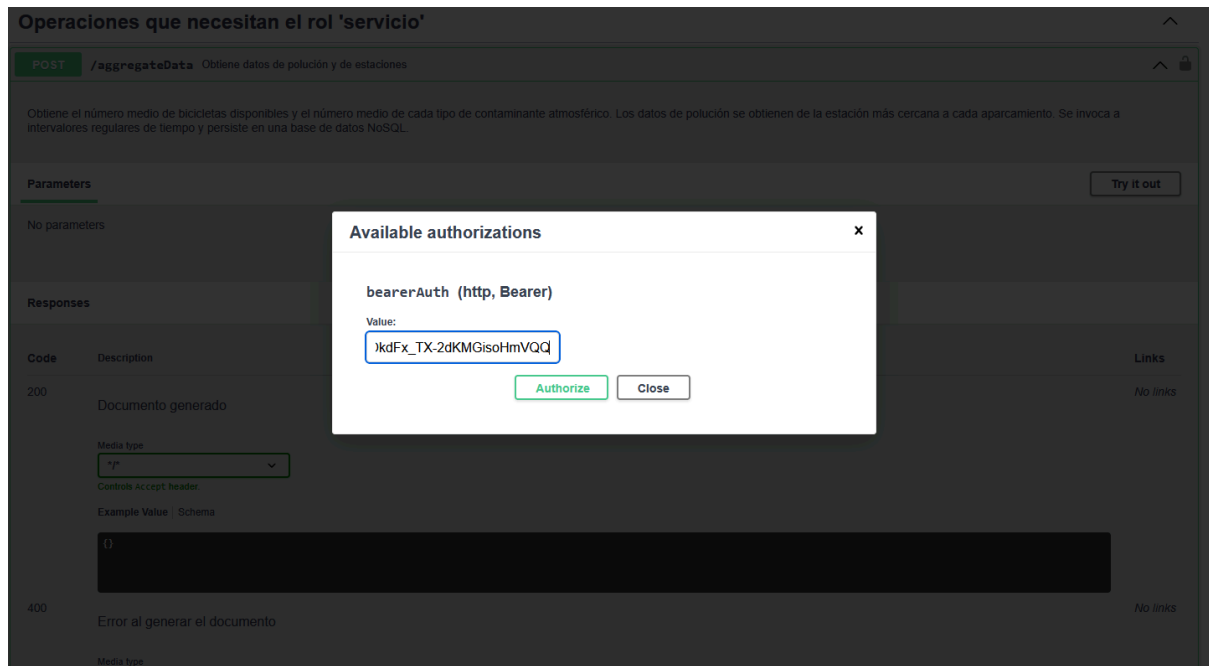 Operaciones que necesitan el rol 'servicio'
POST /aggregateData Obtiene datos de polución y de estaciones
Obtiene el número medio de bicicletas disponibles y el número medio de cada tipo de contaminante atmosférico. Los datos de polución se obtienen de la estación más cercana a cada aparcamiento. Se invoca a
intervalores regulares de tiempo y persiste en una base de datos NoSQL.
Parameters
Try it out
No parameters
Available authorizations
x
bearerAuth (http, Bearer)
Value:
kdFx_TX-2dKMGisoHmVQQ
Authorize Close
Responses
Code Description Links
200 Documento generado No links
Media type
*/*
Controls Accept header.
Example Value | Schema
{}
400 Error al generar el documento No links
Media type